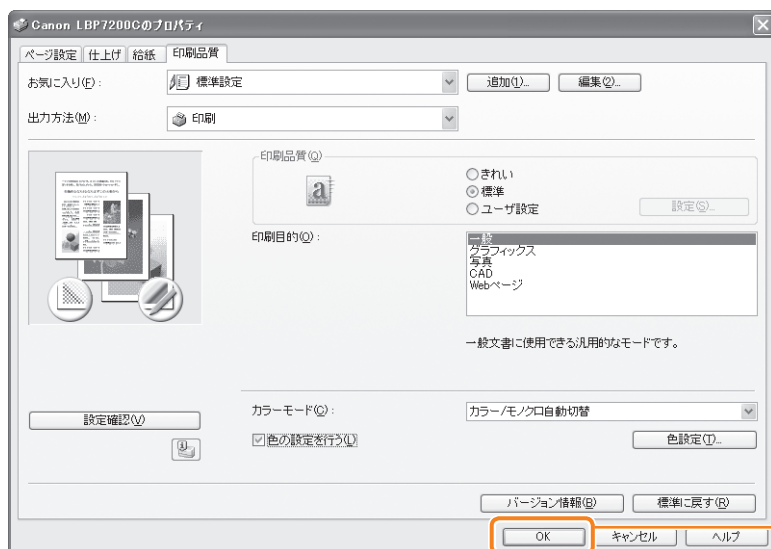 Canon LBP7200Cのプロパティ
ページ設定 仕上げ 給紙 印刷品質
お気に入り(F): 標準設定 追加(1)... 編集(2)...
出力方法(M): 印刷
印刷品質(Q)
a
きれい
標準
ユーザ設定 設定(S)...
印刷目的(O):
一般
グラフィックス
写真
CAD
Webページ
一般文書に使用できる汎用的なモードです。
設定確認(V)
カラーモード(C): カラー/モノクロ自動切替
色の設定を行う(L) 色設定(T)...
バージョン情報(B) 標準に戻す(R)
OK キャンセル ヘルプ